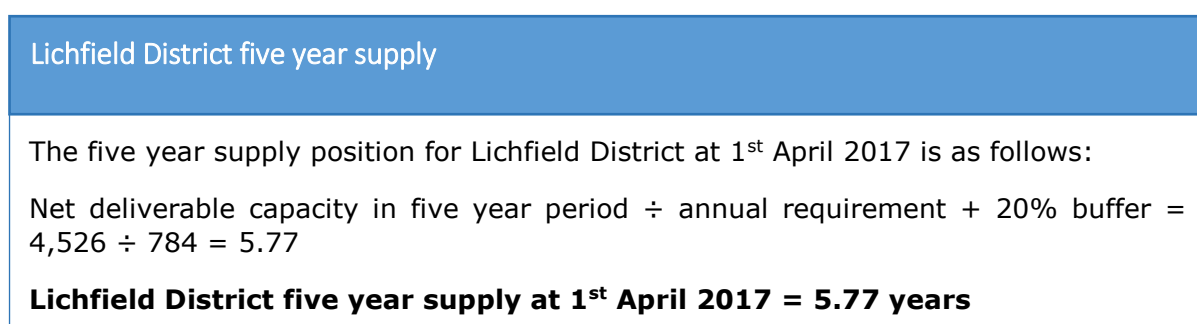 Lichfield District five year supply
The five year supply position for Lichfield District at 1st April 2017 is as follows:
Net deliverable capacity in five year period ÷ annual requirement + 20% buffer =
4,526 ÷ 784 = 5.77
Lichfield District five year supply at 1st April 2017 = 5.77 years